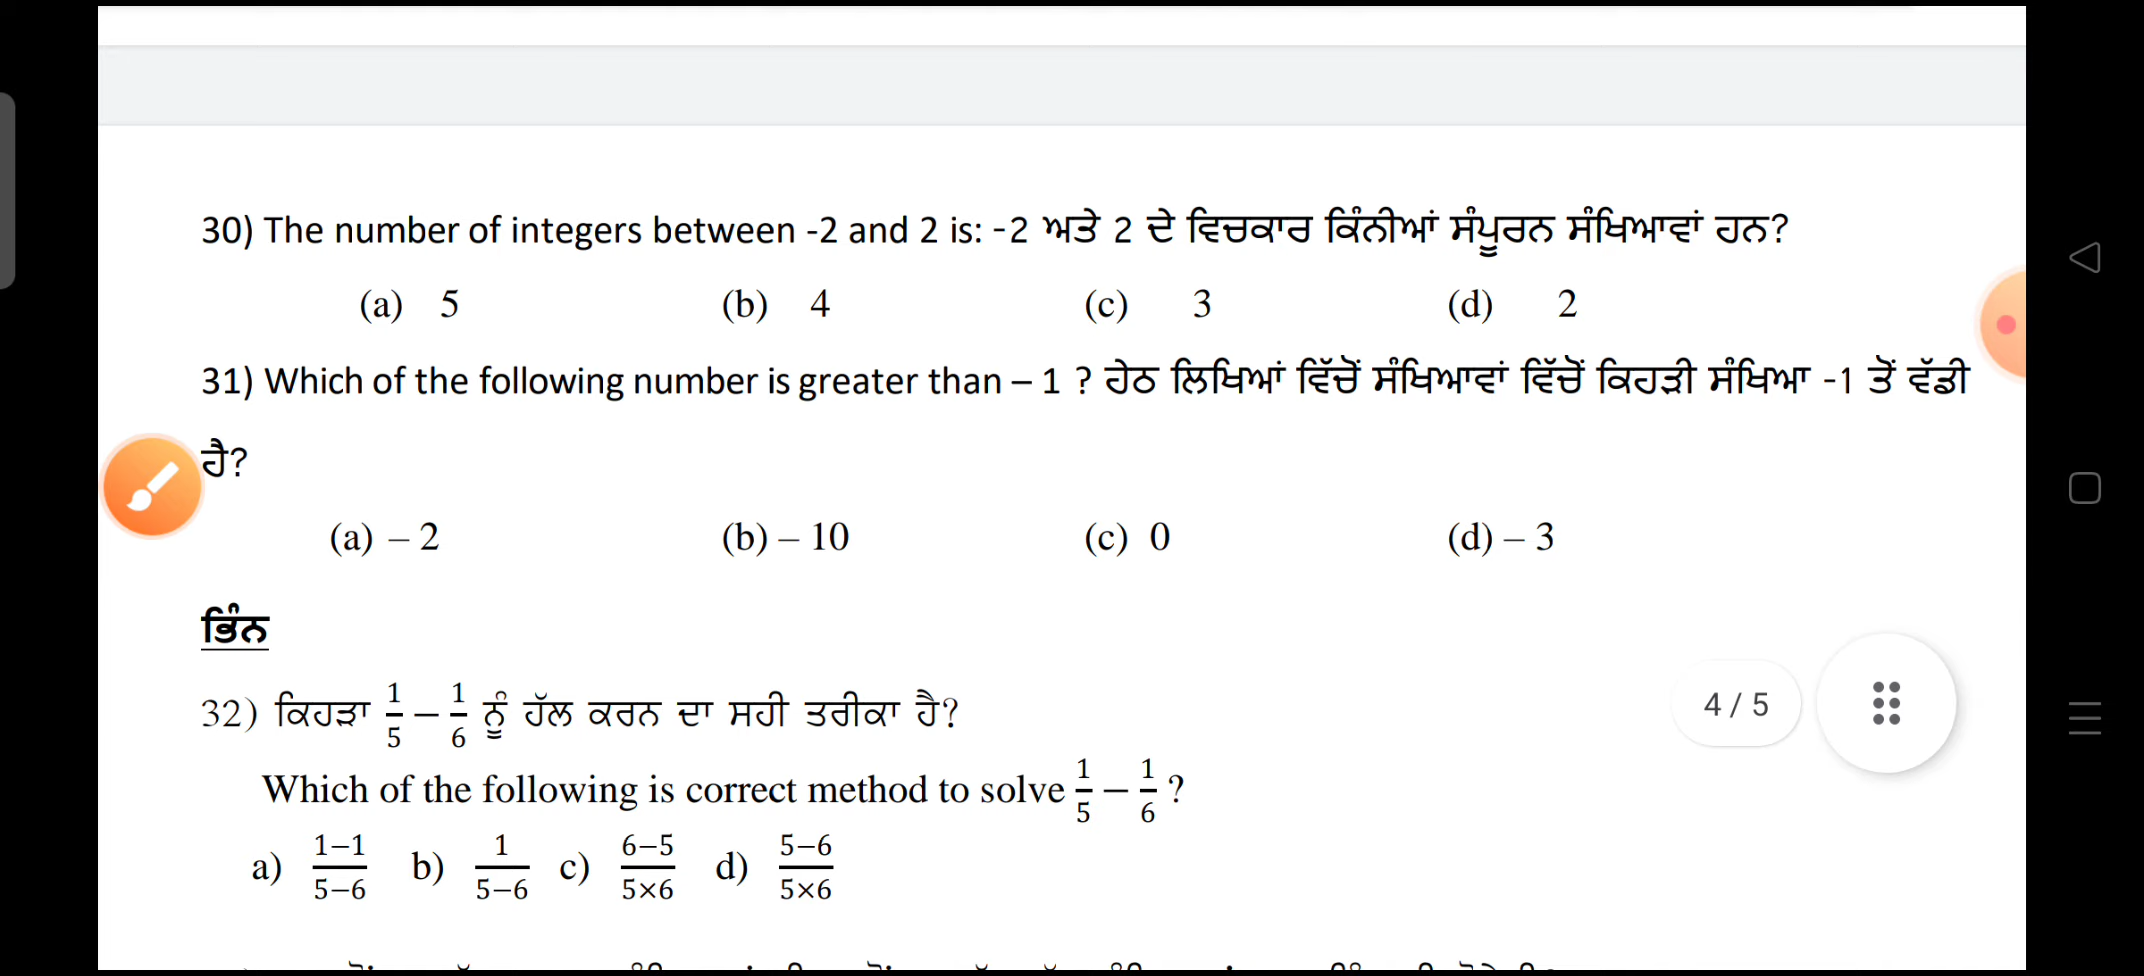 30) The number of integers between -2 and 2 is: -2 ਅਤੇ 2 ਦੇ ਵਿਚਕਾਰ ਕਿੰਨੀਆਂ ਸੰਪੂਰਨ ਸੰਖਿਆਵਾਂ ਹਨ?
(a) 5 (b) 4 (c) 3 (d) 2
31) Which of the following number is greater than – 1 ? ਹੇਠ ਲਿਖਿਆਂ ਵਿੱਚੋਂ ਸੰਖਿਆਵਾਂ ਵਿੱਚੋਂ ਕਿਹੜੀ ਸੰਖਿਆ -1 ਤੋਂ ਵੱਡੀ
ਹੈ?
(a) – 2 (b) – 10 (c) 0 (d) – 3
ਭਿੰਨ
32) ਕਿਹੜਾ 1/5 – 1/6 ਨੂੰ ਹੱਲ ਕਰਨ ਦਾ ਸਹੀ ਤਰੀਕਾ ਹੈ?
4 / 5
Which of the following is correct method to solve 1/5 – 1/6 ?
a) 1−1/5−6 b) 1/5−6 c) 6−5/5×6 d) 5−6/5×6